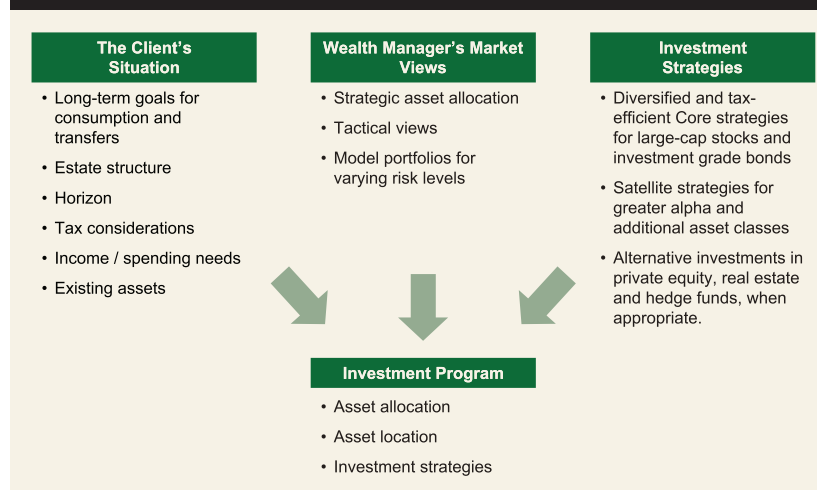 The Client's
Situation
• Long-term goals for
consumption and
transfers
• Estate structure
• Horizon
• Tax considerations
• Income / spending needs
• Existing assets
Wealth Manager's Market
Views
• Strategic asset allocation
• Tactical views
• Model portfolios for
varying risk levels
Investment
Strategies
• Diversified and tax-
efficient Core strategies
for large-cap stocks and
investment grade bonds
• Satellite strategies for
greater alpha and
additional asset classes
• Alternative investments in
private equity, real estate
and hedge funds, when
appropriate.
Investment Program
• Asset allocation
• Asset location
• Investment strategies